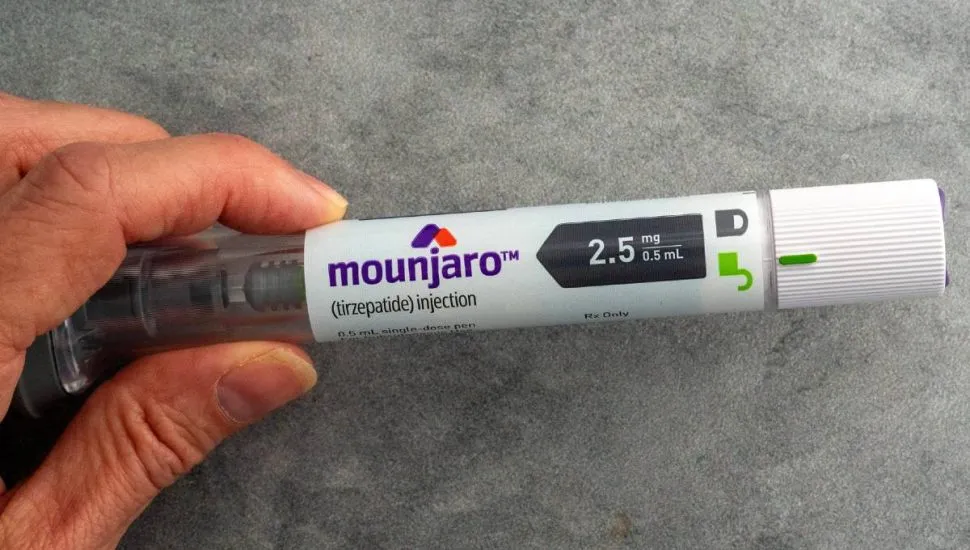 mounjaro™
(tirzepatide) injection
0.5 mL single-dose pen
2.5 mg
0.5 mL
Rx Only